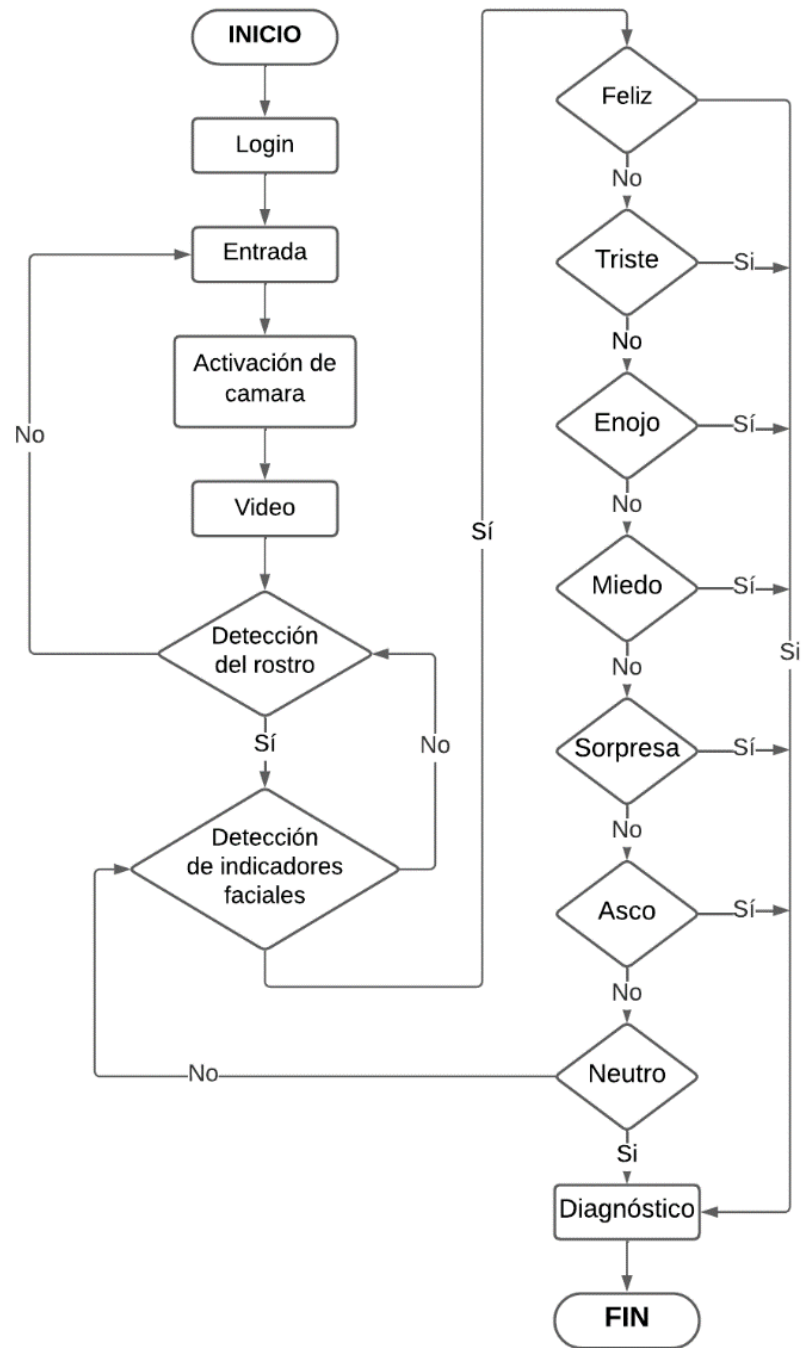 INICIO
Login
Entrada
Activación de
camara
Video
Detección
del rostro
No
Sí
No
Detección
de indicadores
faciales
Sí
Feliz
No
Triste
Si
No
Enojo
Sí
No
Miedo
Sí
No
Si
Sorpresa
Sí
No
Asco
Sí
No
Neutro
No
Si
Diagnóstico
FIN